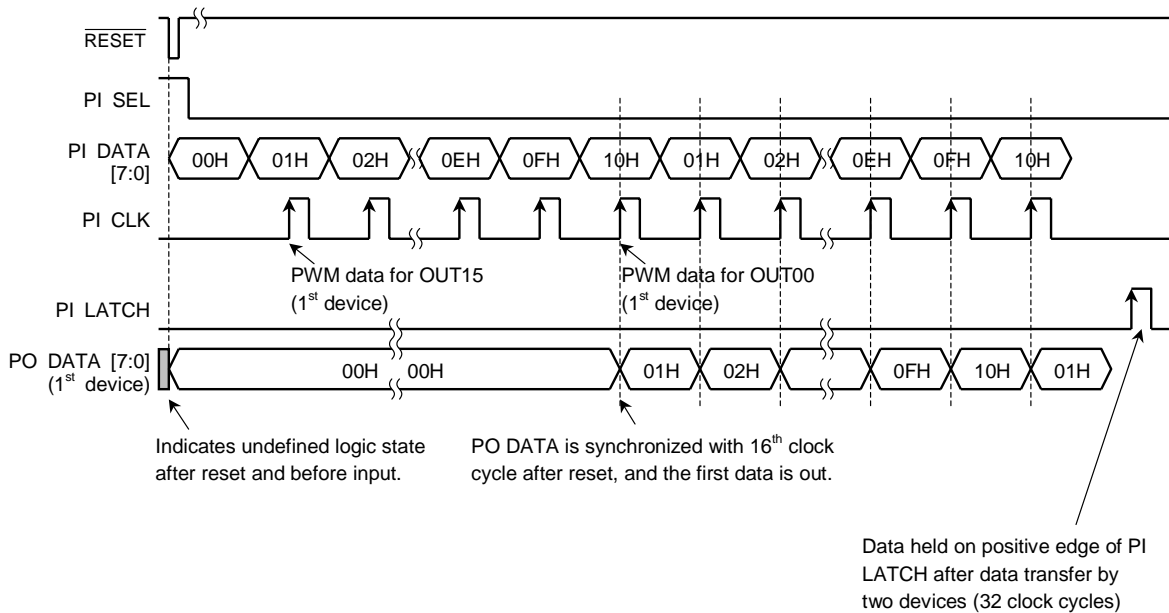 RESET
PI SEL
PI DATA
[7:0]
00H 01H 02H 0EH 0FH 10H 01H 02H 0EH 0FH 10H
PI CLK
PWM data for OUT15
(1st device)
PWM data for OUT00
(1st device)
PI LATCH
PO DATA [7:0]
(1st device)
00H 00H 01H 02H 0FH 10H 01H
Indicates undefined logic state
after reset and before input.
PO DATA is synchronized with 16th clock
cycle after reset, and the first data is out.
Data held on positive edge of PI
LATCH after data transfer by
two devices (32 clock cycles)